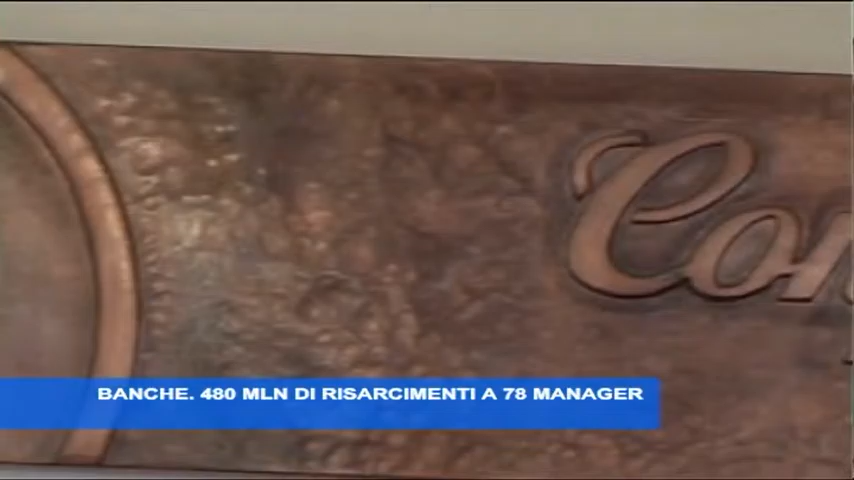 Con
BANCHE. 480 MLN DI RISARCIMENTI A 78 MANAGER